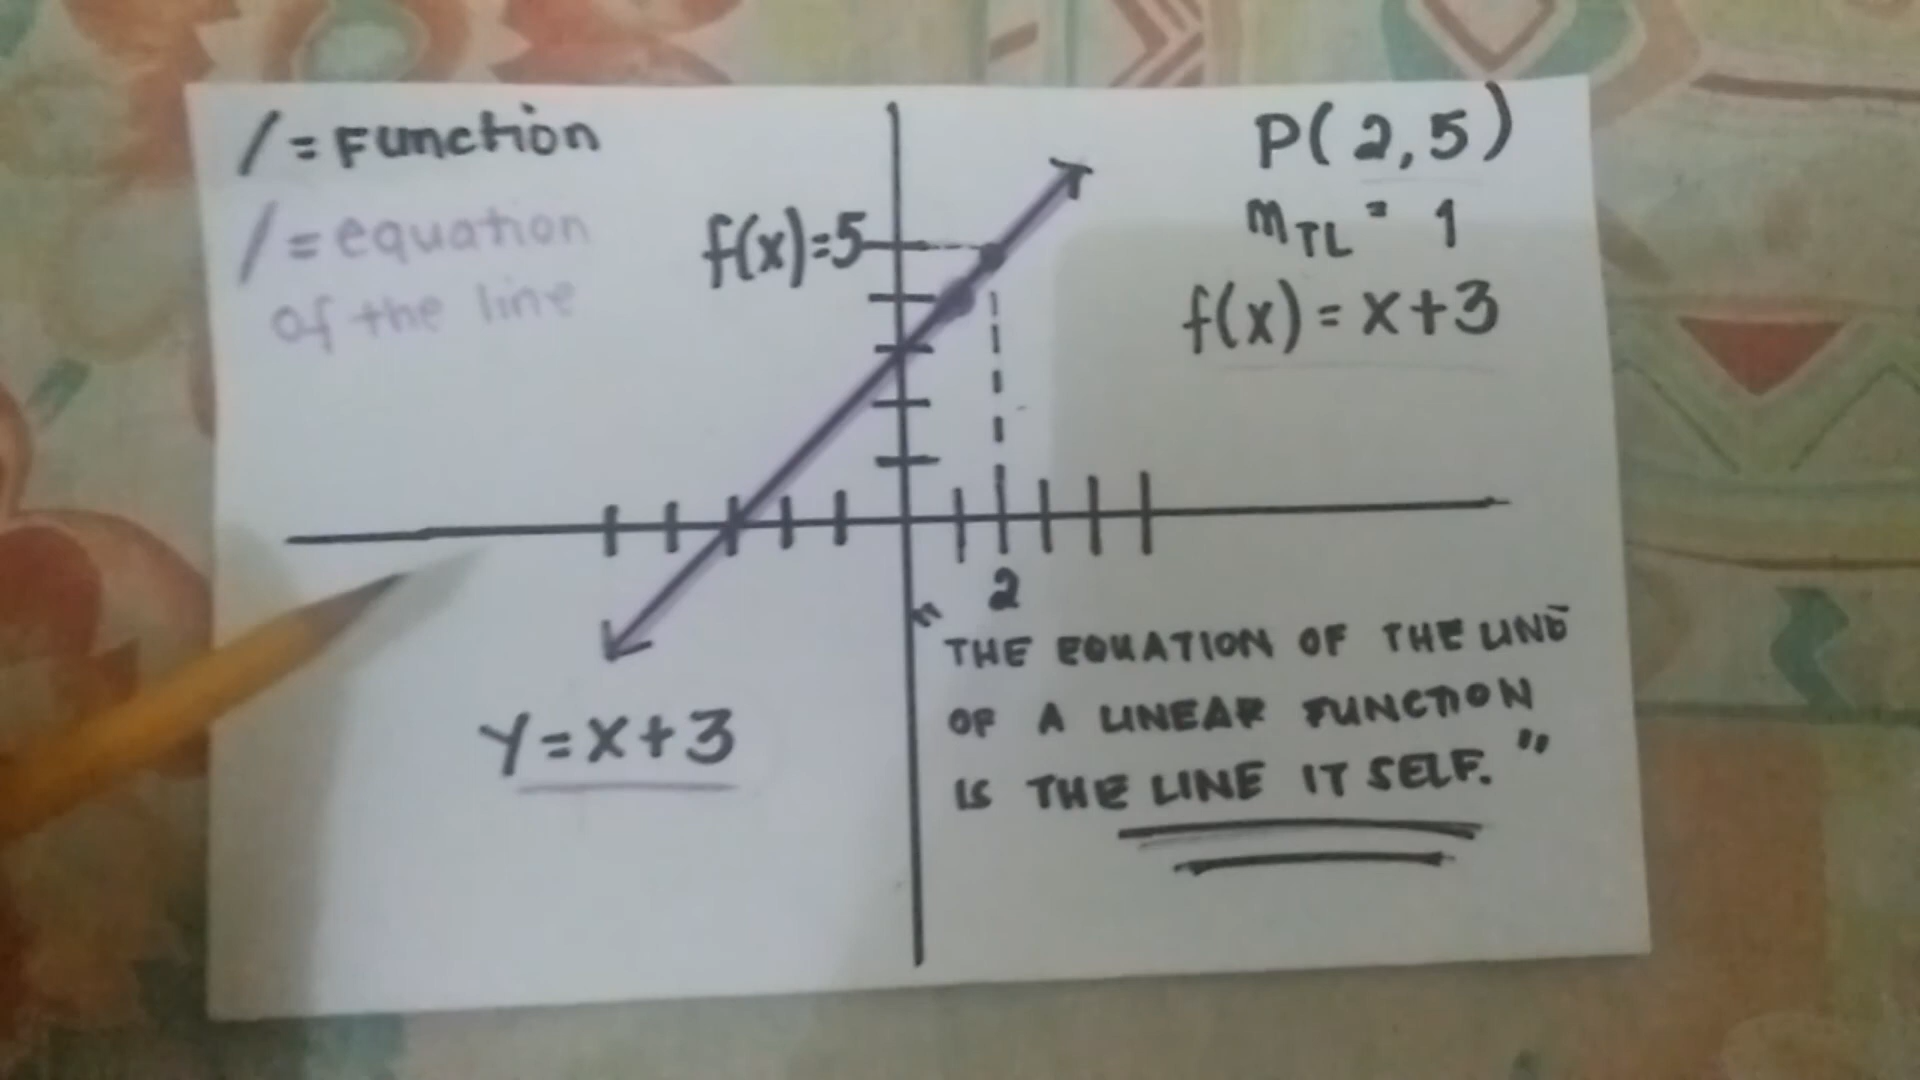 / = Function
/ = equation
of the line
f(x)=5
P(2,5)
mTL = 1
f(x) = x+3
2
y = x+3
"THE EQUATION OF THE LINE
OF A LINEAR FUNCTION
IS THE LINE IT SELF."